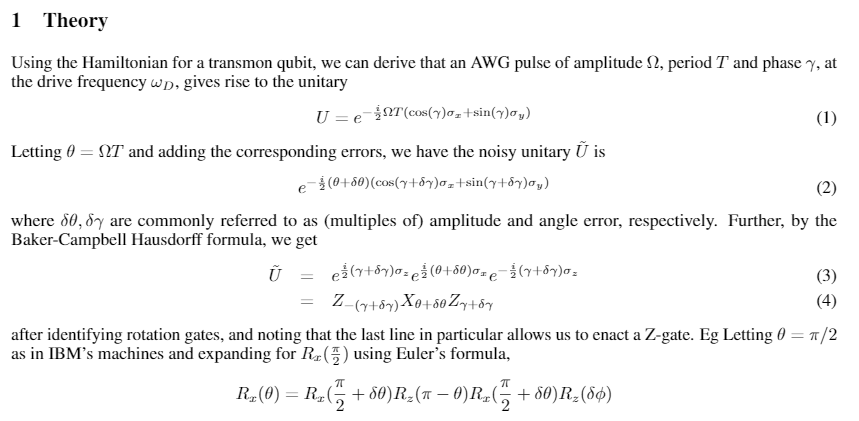 1 Theory
Using the Hamiltonian for a transmon qubit, we can derive that an AWG pulse of amplitude Ω, period T and phase γ, at
the drive frequency ω_D, gives rise to the unitary
U = e^{-\frac{i}{2}ΩT(cos(γ)σ_x+sin(γ)σ_y)} (1)
Letting θ = ΩT and adding the corresponding errors, we have the noisy unitary Ũ is
e^{-\frac{i}{2}(θ+δθ)(cos(γ+δγ)σ_x+sin(γ+δγ)σ_y)} (2)
where δθ, δγ are commonly referred to as (multiples of) amplitude and angle error, respectively. Further, by the
Baker-Campbell Hausdorff formula, we get
Ũ = e^{\frac{i}{2}(γ+δγ)σ_z} e^{\frac{i}{2}(θ+δθ)σ_x} e^{-\frac{i}{2}(γ+δγ)σ_z} (3)
= Z_{-(γ+δγ)} X_{θ+δθ} Z_{γ+δγ} (4)
after identifying rotation gates, and noting that the last line in particular allows us to enact a Z-gate. Eg Letting θ = π/2
as in IBM's machines and expanding for R_x(\frac{π}{2}) using Euler's formula,
R_x(θ) = R_x(\frac{π}{2} + δθ)R_z(π − θ)R_x(\frac{π}{2} + δθ)R_z(δϕ)